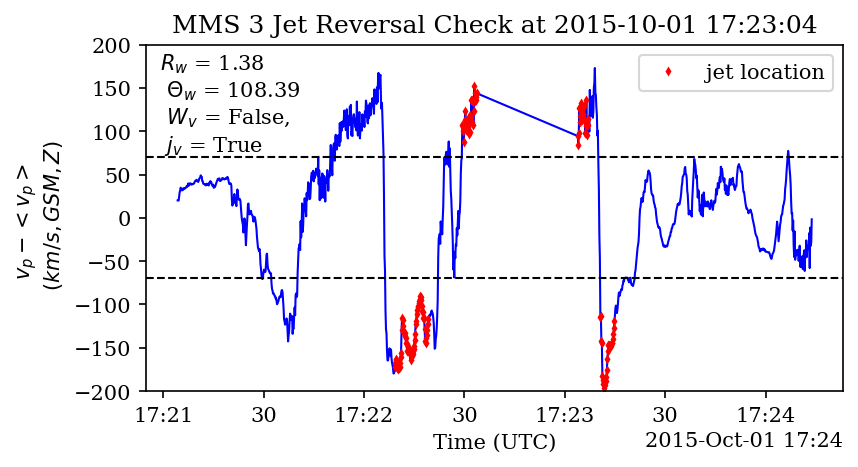 MMS 3 Jet Reversal Check at 2015-10-01 17:23:04
R_w = 1.38
Θ_w = 108.39
W_v = False,
j_v = True
jet location
200
150
100
50
0
−50
−100
−150
−200
v_p − < v_p >
(km/s, GSM, Z)
17:21 30 17:22 30 17:23 30 17:24
Time (UTC)
2015-Oct-01 17:24